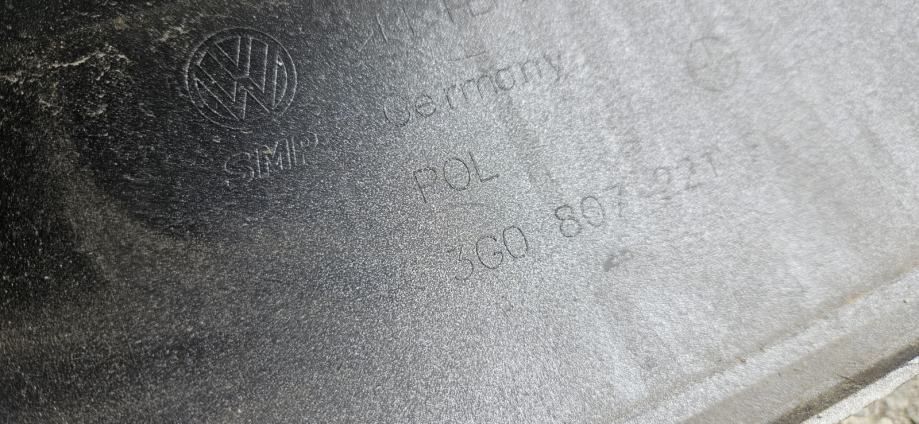 Germany
SMP
POL
3G0 807 221